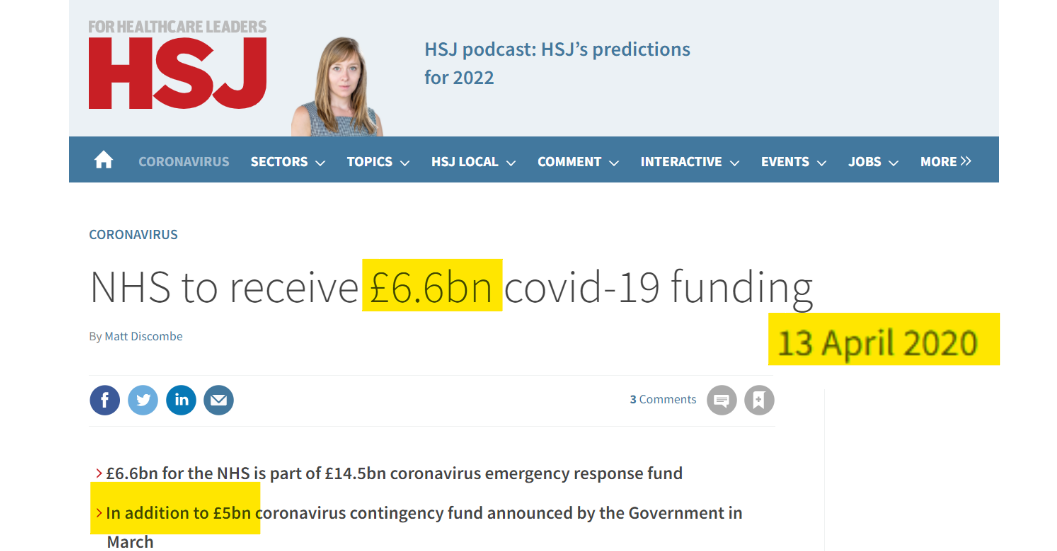 FOR HEALTHCARE LEADERS
HSJ
HSJ podcast: HSJ's predictions
for 2022
CORONAVIRUS SECTORS TOPICS HSJ LOCAL COMMENT INTERACTIVE EVENTS JOBS MORE
CORONAVIRUS
NHS to receive £6.6bn covid-19 funding
By Matt Discombe
13 April 2020
3 Comments
£6.6bn for the NHS is part of £14.5bn coronavirus emergency response fund
In addition to £5bn coronavirus contingency fund announced by the Government in
March